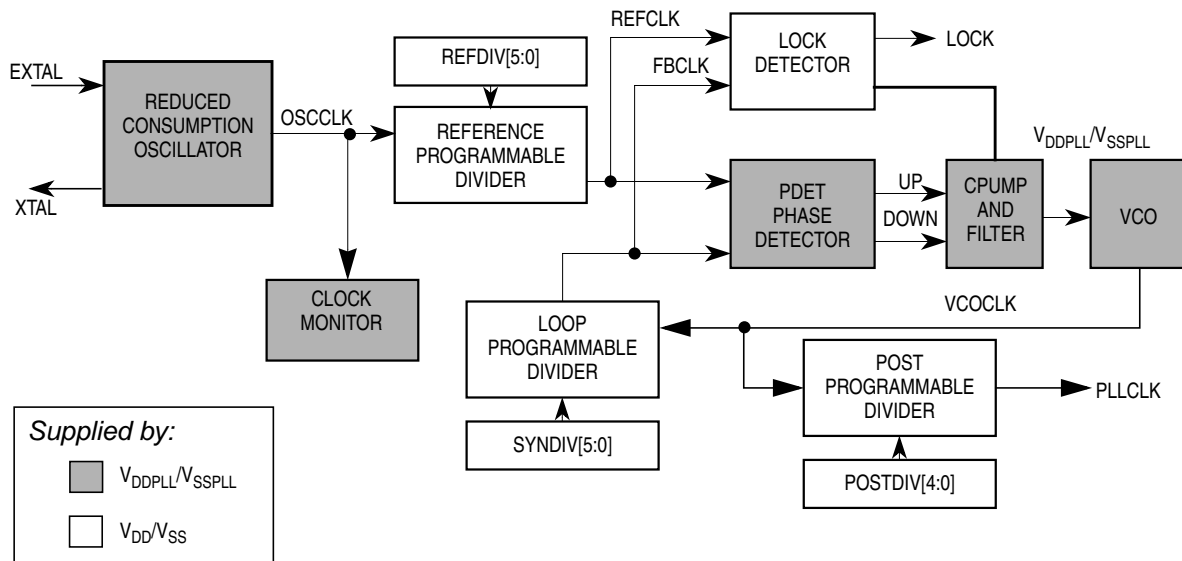 EXTAL
XTAL
REDUCED
CONSUMPTION
OSCILLATOR
OSCCLK
REFDIV[5:0]
REFERENCE
PROGRAMMABLE
DIVIDER
REFCLK
FBCLK
LOCK
DETECTOR
LOCK
CLOCK
MONITOR
PDET
PHASE
DETECTOR
UP
DOWN
CPUMP
AND
FILTER
VDDPLL/VSSPLL
VCO
VCOCLK
LOOP
PROGRAMMABLE
DIVIDER
SYNDIV[5:0]
POST
PROGRAMMABLE
DIVIDER
PLLCLK
POSTDIV[4:0]
Supplied by:
VDDPLL/VSSPLL
VDD/VSS